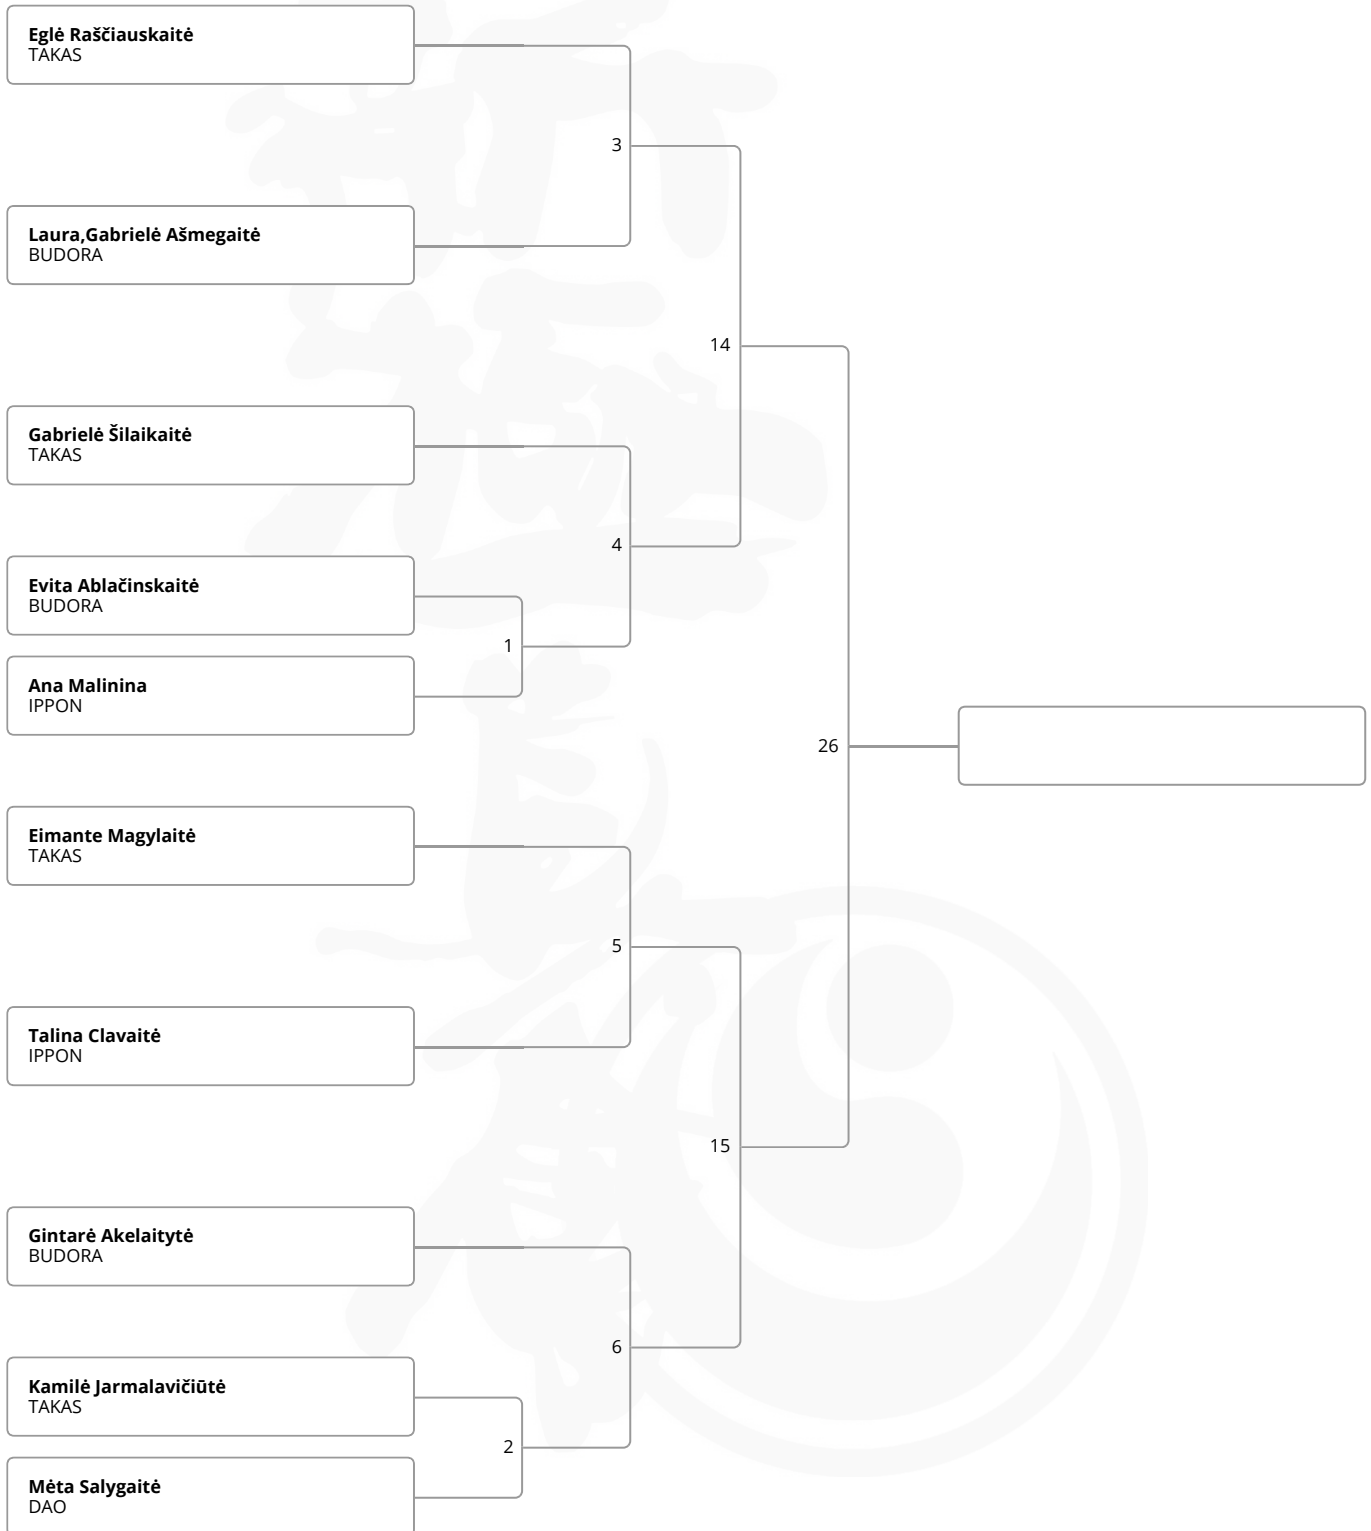 Eglė Raščiauskaitė
TAKAS
3
Laura,Gabrielė Ašmegaitė
BUDORA
14
Gabrielė Šilaikaitė
TAKAS
4
Evita Ablačinskaitė
BUDORA
1
Ana Malinina
IPPON
26
Eimante Magylaitė
TAKAS
5
Talina Clavaitė
IPPON
15
Gintarė Akelaitytė
BUDORA
6
Kamilė Jarmalavičiūtė
TAKAS
2
Mėta Salygaitė
DAO